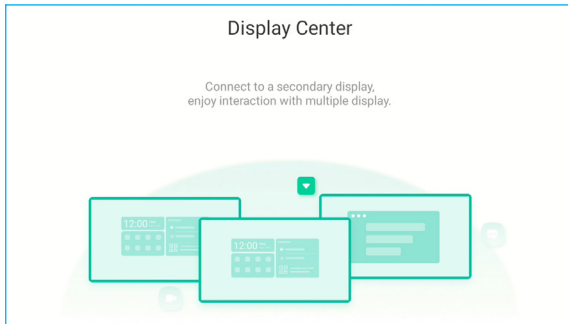 Display Center
Connect to a secondary display,
enjoy interaction with multiple display.
12:00
12:00